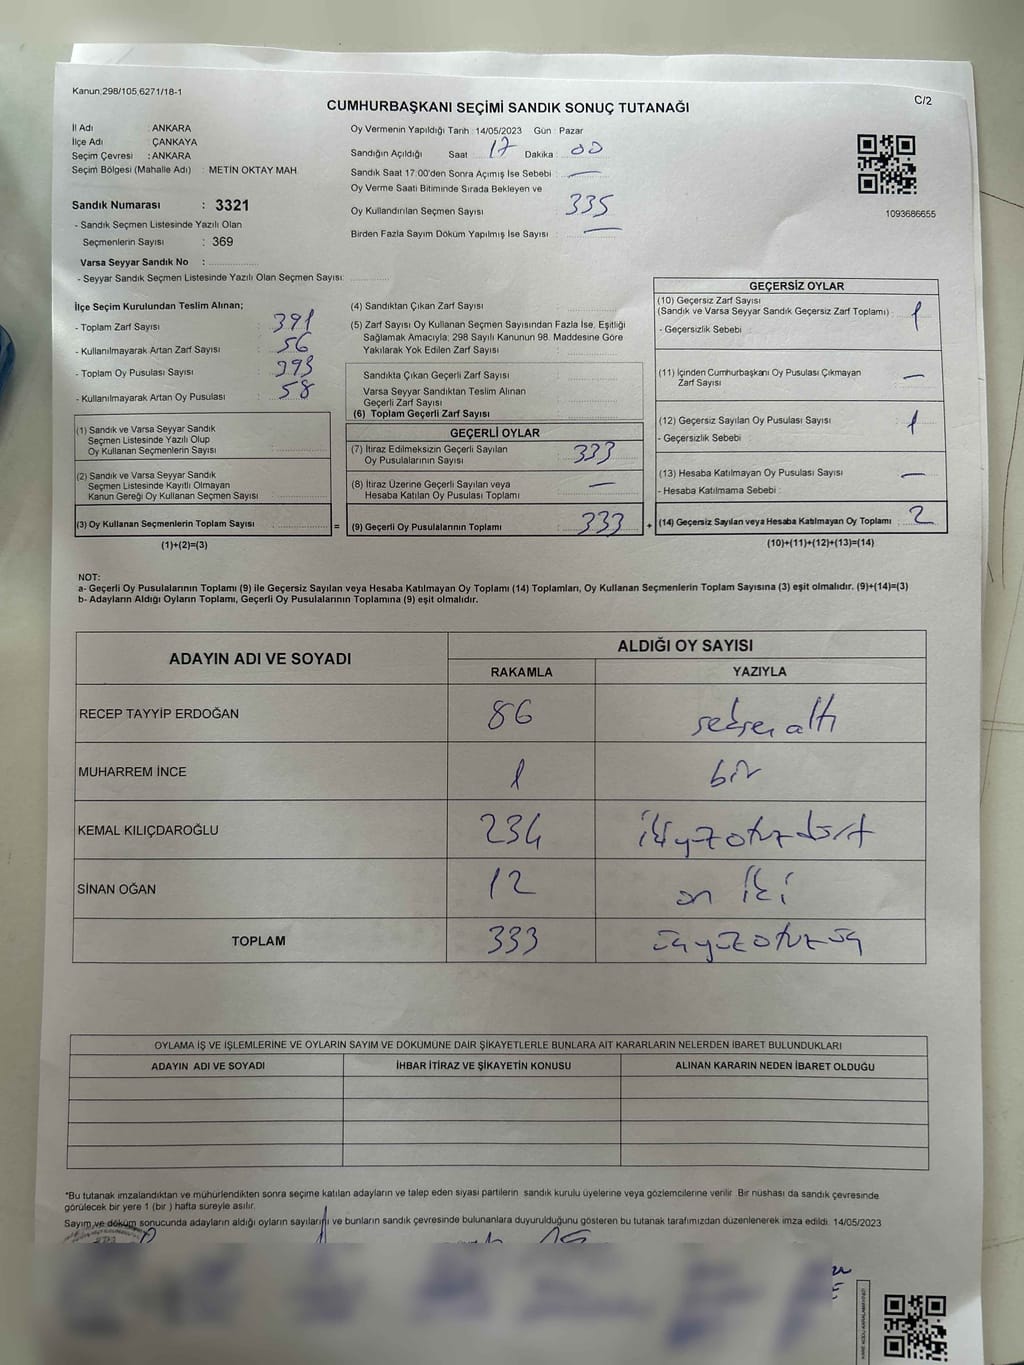 Kanun 298/105,6271/18-1
CUMHURBAŞKANI SEÇİMİ SANDIK SONUÇ TUTANAĞI
C/2
İl Adı : ANKARA
İlçe Adı : ÇANKAYA
Seçim Çevresi : ANKARA
Seçim Bölgesi (Mahalle Adı) : METİN OKTAY MAH
Sandık Numarası : 3321
- Sandık Seçmen Listesinde Yazılı Olan
Seçmenlerin Sayısı : 369
Varsa Seyyar Sandık No :
- Seyyar Sandık Seçmen Listesinde Yazılı Olan Seçmen Sayısı:
Oy Vermenin Yapıldığı Tarih : 14/05/2023 Gün : Pazar
Sandığın Açıldığı Saat : 17 Dakika : 00
Sandık Saat 17:00'den Sonra Açımış İse Sebebi : —
Oy Verme Saati Bitiminde Sırada Bekleyen ve
Oy Kullandırılan Seçmen Sayısı : 335
Birden Fazla Sayım Döküm Yapılmış İse Sayısı : —
1093686655
İlçe Seçim Kurulundan Teslim Alınan;
- Toplam Zarf Sayısı : 391
- Kullanılmayarak Artan Zarf Sayısı : 56
- Toplam Oy Pusulası Sayısı : 393
- Kullanılmayarak Artan Oy Pusulası : 58
(1) Sandık ve Varsa Seyyar Sandık
Seçmen Listesinde Yazılı Olup
Oy Kullanan Seçmenlerin Sayısı :
(2) Sandık ve Varsa Seyyar Sandık
Seçmen Listesinde Kayıtlı Olmayan
Kanun Gereği Oy Kullanan Seçmen Sayısı :
(3) Oy Kullanan Seçmenlerin Toplam Sayısı : =
(1)+(2)=(3)
(4) Sandıktan Çıkan Zarf Sayısı :
(5) Zarf Sayısı Oy Kullanan Seçmen Sayısından Fazla İse, Eşitliği
Sağlamak Amacıyla; 298 Sayılı Kanunun 98. Maddesine Göre
Yakılarak Yok Edilen Zarf Sayısı :
Sandıkta Çıkan Geçerli Zarf Sayısı :
Varsa Seyyar Sandıktan Teslim Alınan
Geçerli Zarf Sayısı :
(6) Toplam Geçerli Zarf Sayısı :
GEÇERLİ OYLAR
(7) İtiraz Edilmeksizin Geçerli Sayılan
Oy Pusulalarının Sayısı : 333
(8) İtiraz Üzerine Geçerli Sayılan veya
Hesaba Katılan Oy Pusulası Toplamı : —
(9) Geçerli Oy Pusulalarının Toplamı : 333 +
GEÇERSİZ OYLAR
(10) Geçersiz Zarf Sayısı
(Sandık ve Varsa Seyyar Sandık Geçersiz Zarf Toplamı) : 1
- Geçersizlik Sebebi :
(11) İçinden Cumhurbaşkanı Oy Pusulası Çıkmayan
Zarf Sayısı : —
(12) Geçersiz Sayılan Oy Pusulası Sayısı : 1
- Geçersizlik Sebebi :
(13) Hesaba Katılmayan Oy Pusulası Sayısı : —
- Hesaba Katılmama Sebebi :
(14) Geçersiz Sayılan veya Hesaba Katılmayan Oy Toplamı : 2
(10)+(11)+(12)+(13)=(14)
NOT:
a- Geçerli Oy Pusulalarının Toplamı (9) ile Geçersiz Sayılan veya Hesaba Katılmayan Oy Toplamı (14) Toplamları, Oy Kullanan Seçmenlerin Toplam Sayısına (3) eşit olmalıdır. (9)+(14)=(3)
b- Adayların Aldığı Oyların Toplamı, Geçerli Oy Pusulalarının Toplamına (9) eşit olmalıdır.
ADAYIN ADI VE SOYADI
ALDIĞI OY SAYISI
RAKAMLA YAZIYLA
RECEP TAYYİP ERDOĞAN 86 seksen altı
MUHARREM İNCE 1 bir
KEMAL KILIÇDAROĞLU 234 ikiyüzotuzdört
SİNAN OĞAN 12 on iki
TOPLAM 333 üçyüzotuzüç
OYLAMA İŞ VE İŞLEMLERİNE VE OYLARIN SAYIM VE DÖKÜMÜNE DAİR ŞİKAYETLERLE BUNLARA AİT KARARLARIN NELERDEN İBARET BULUNDUKLARI
ADAYIN ADI VE SOYADI İHBAR İTİRAZ VE ŞİKAYETİN KONUSU ALINAN KARARIN NEDEN İBARET OLDUĞU
*Bu tutanak imzalandıktan ve mühürlendikten sonra seçime katılan adayların ve talep eden siyasi partilerin sandık kurulu üyelerine veya gözlemcilerine verilir. Bir nüshası da sandık çevresinde
görülecek bir yere 1 (bir ) hafta süreyle asılır.
Sayım ve döküm sonucunda adayların aldığı oyların sayılarını ve bunların sandık çevresinde bulunanlara duyurulduğunu gösteren bu tutanak tarafımızdan düzenlenerek imza edildi. 14/05/2023